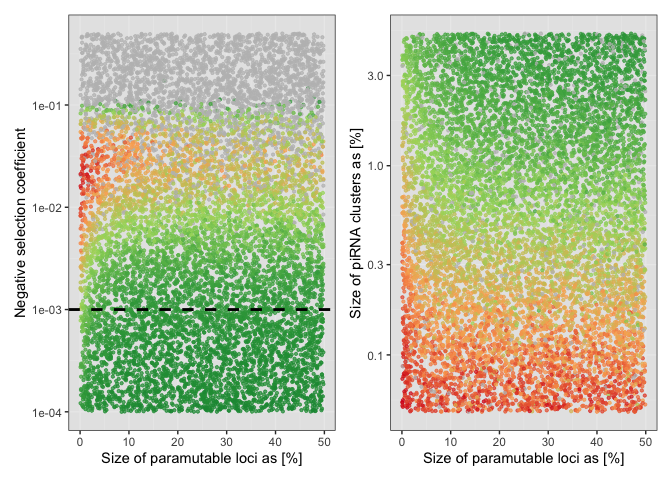 Negative selection coefficient
1e-01
1e-02
1e-03
1e-04
0 10 20 30 40 50
Size of paramutable loci as [%]
Size of piRNA clusters as [%]
3.0
1.0
0.3
0.1
0 10 20 30 40 50
Size of paramutable loci as [%]